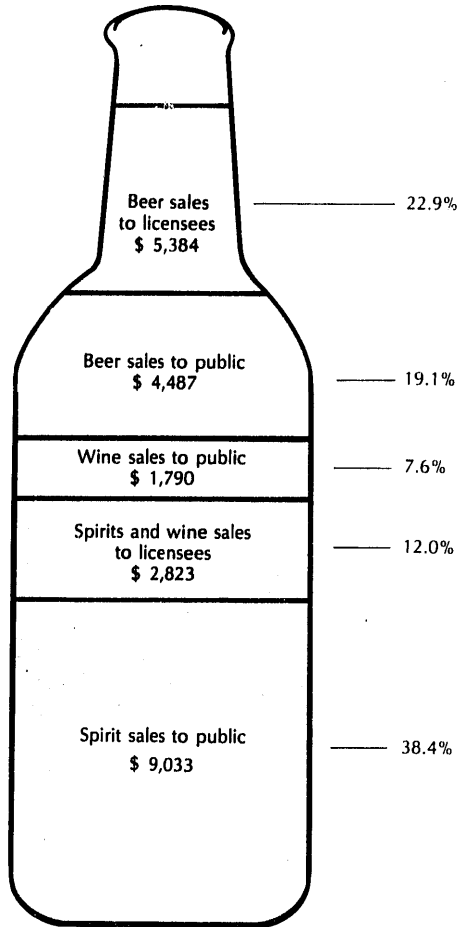 Beer sales
to licensees
$ 5,384
22.9%
Beer sales to public
$ 4,487
19.1%
Wine sales to public
$ 1,790
7.6%
Spirits and wine sales
to licensees
$ 2,823
12.0%
Spirit sales to public
$ 9,033
38.4%